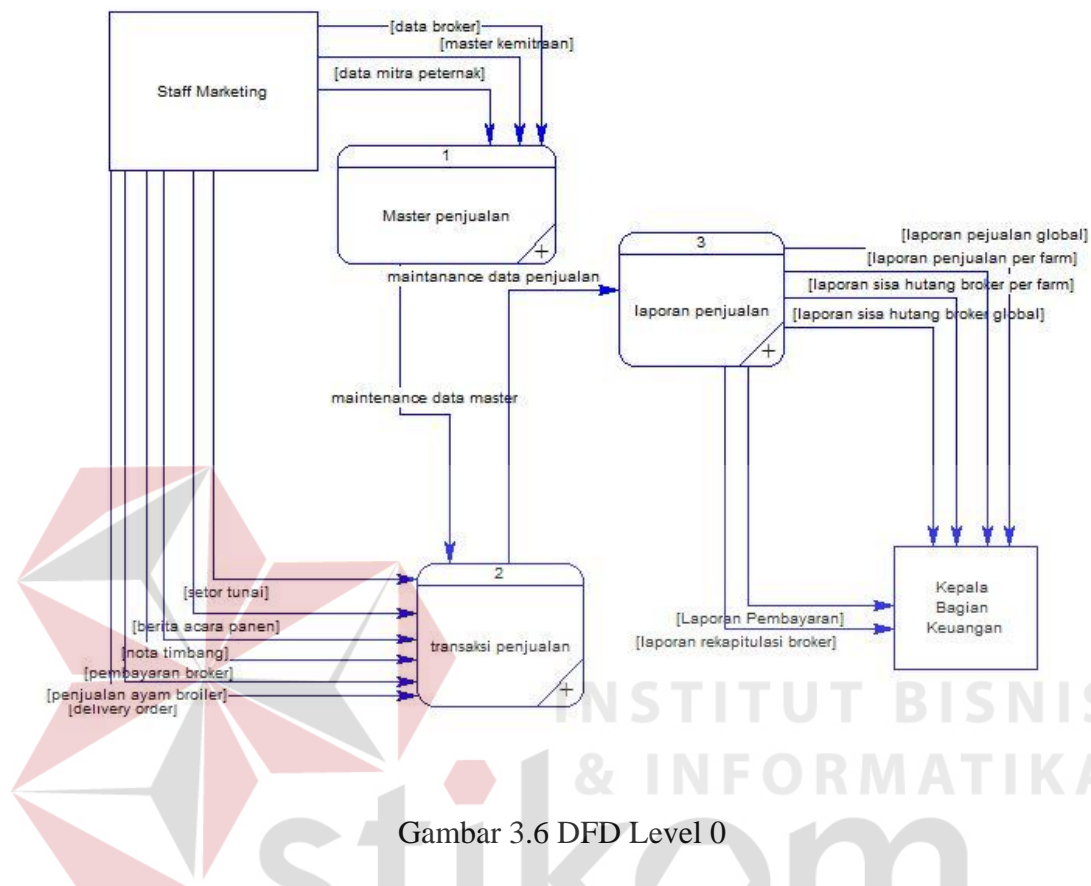 [data broker]
[master kemitraan]
[data mitra peternak]
Staff Marketing
1
Master penjualan
+
maintanance data penjualan
3
laporan penjualan
+
[laporan pejualan global]
[laporan penjualan per farm]
[laporan sisa hutang broker per farm]
[laporan sisa hutang broker global]
maintenance data master
2
transaksi penjualan
+
[setor tunai]
[berita acara panen]
[nota timbang]
[pembayaran broker]
[penjualan ayam broiler]
[delivery order]
Kepala
Bagian
Keuangan
[Laporan Pembayaran]
[laporan rekapitulasi broker]
INSTITUT BISNIS
& INFORMATIKA
stikom
Gambar 3.6 DFD Level 0